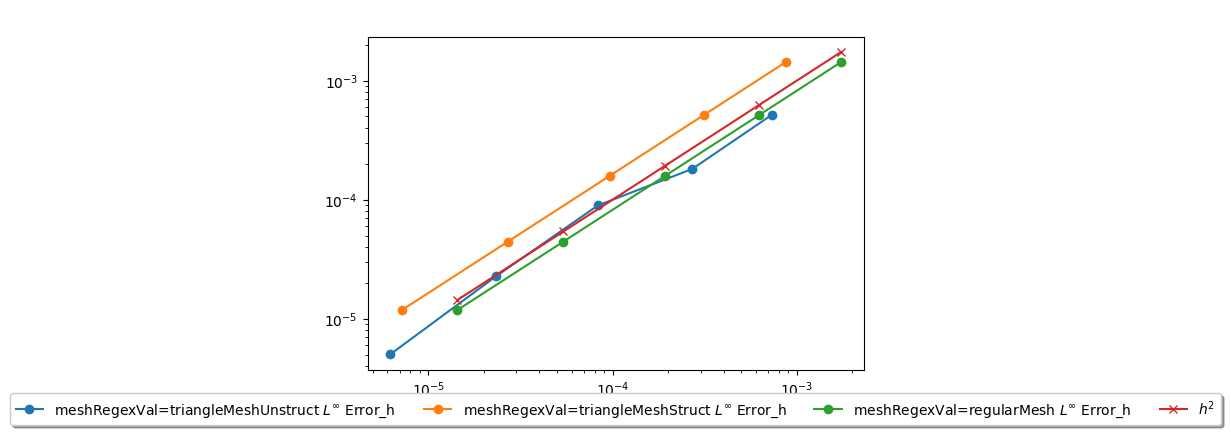 10⁻³
10⁻⁴
10⁻⁵
10⁻⁵ 10⁻⁴ 10⁻³
meshRegexVal=triangleMeshUnstruct L∞ Error_h meshRegexVal=triangleMeshStruct L∞ Error_h meshRegexVal=regularMesh L∞ Error_h h²